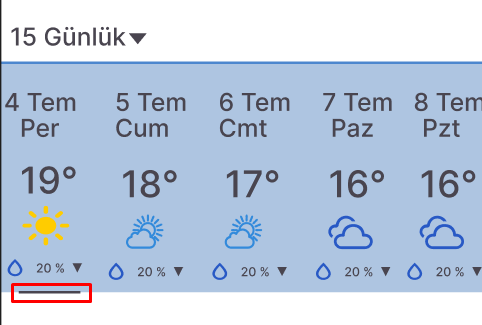 15 Günlük
4 Tem 5 Tem 6 Tem 7 Tem 8 Tem
Per Cum Cmt Paz Pzt
19° 18° 17° 16° 16°
20 % 20 % 20 % 20 % 20 %